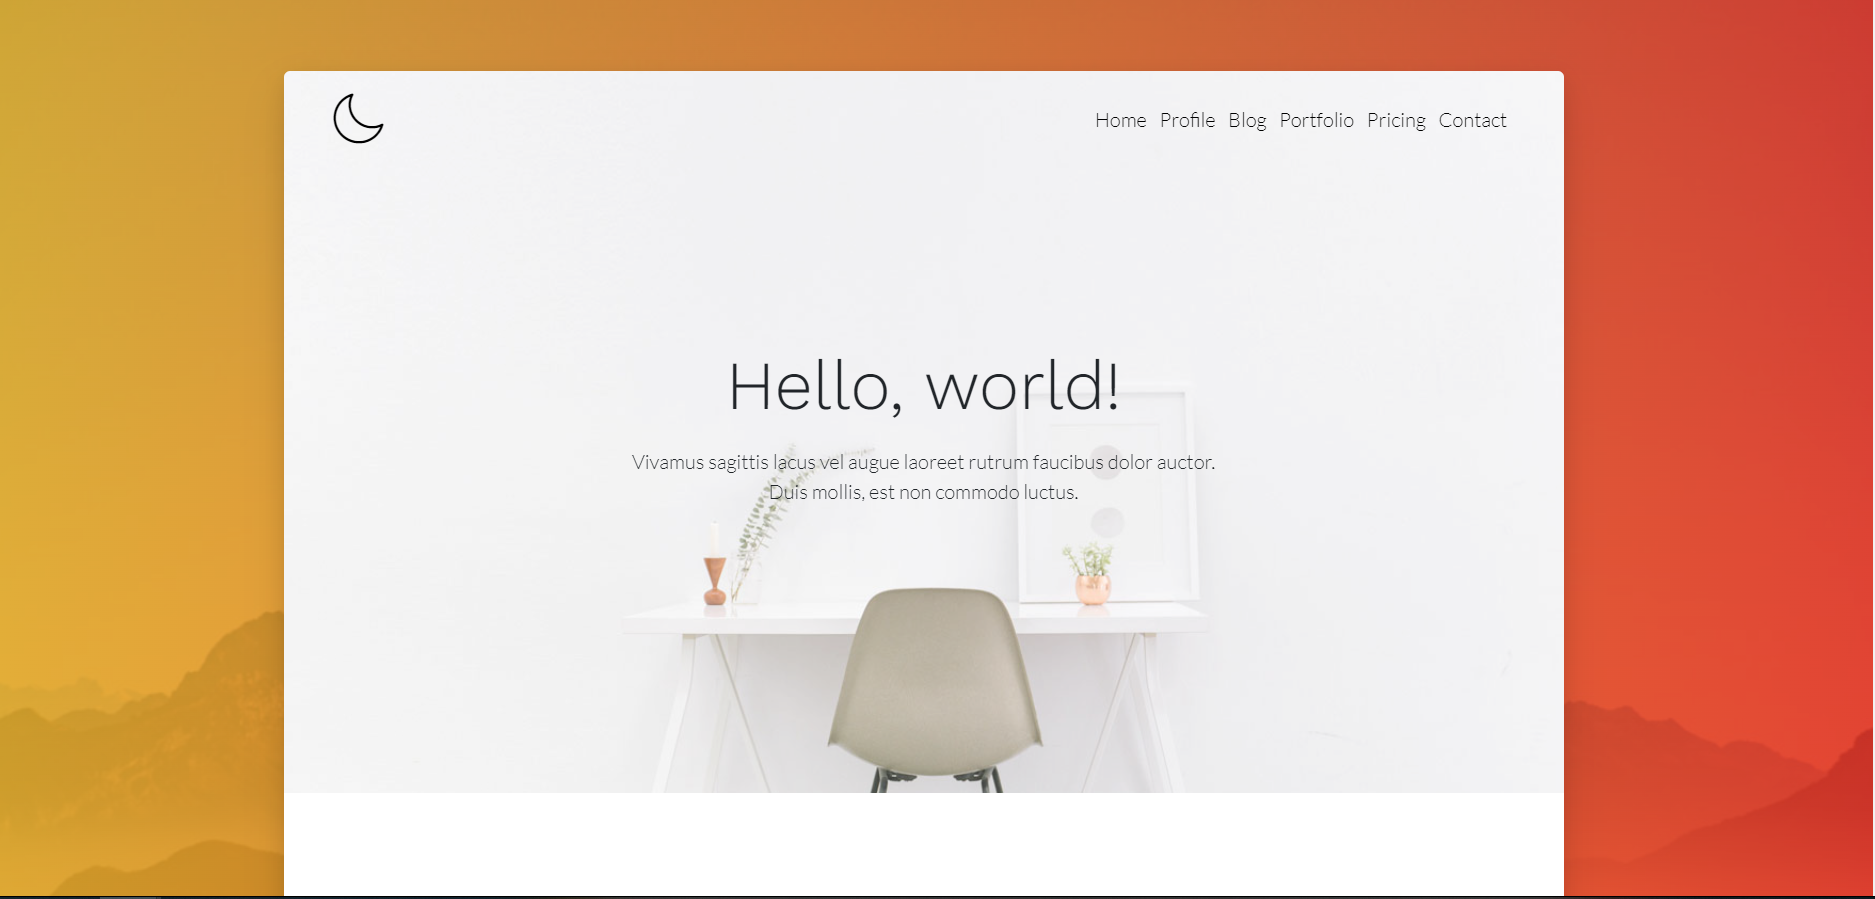 Home Profile Blog Portfolio Pricing Contact
Hello, world!
Vivamus sagittis lacus vel augue laoreet rutrum faucibus dolor auctor.
Duis mollis, est non commodo luctus.